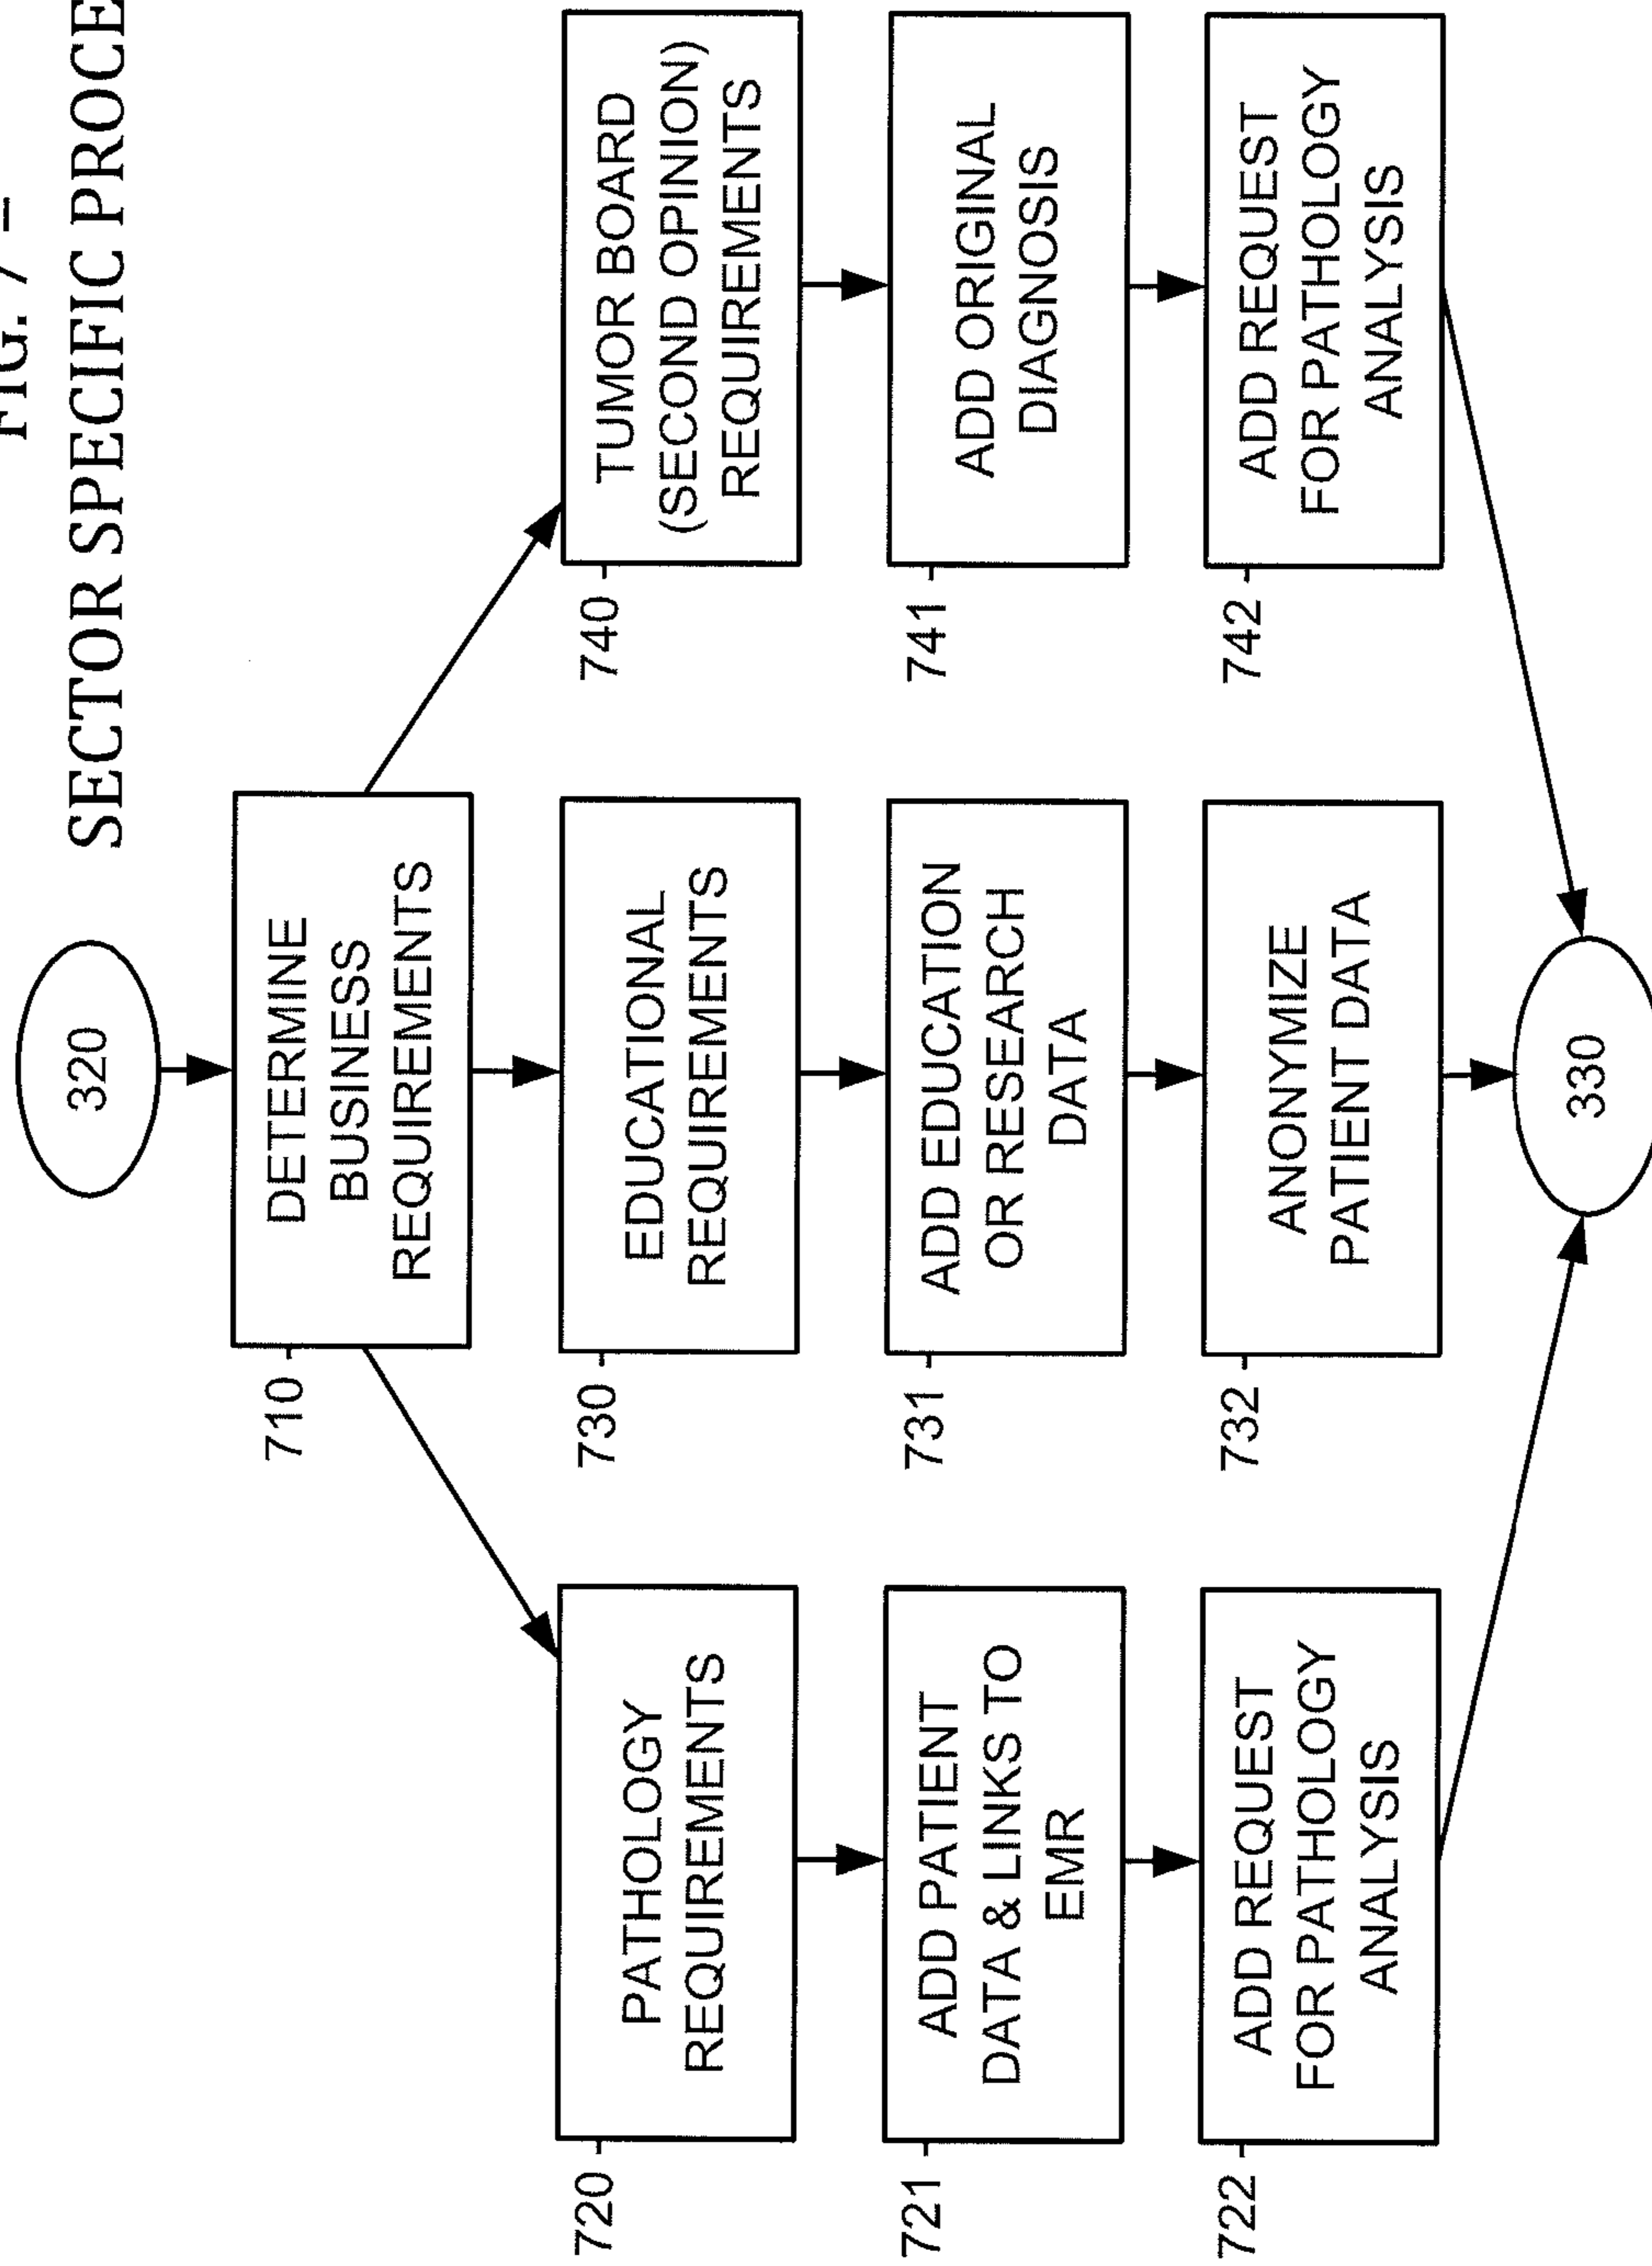 FIG. 7 –
SECTOR SPECIFIC PROCE
320
710
DETERMINE
BUSINESS
REQUIREMENTS
720
PATHOLOGY
REQUIREMENTS
730
EDUCATIONAL
REQUIREMENTS
740
TUMOR BOARD
(SECOND OPINION)
REQUIREMENTS
721
ADD PATIENT
DATA & LINKS TO
EMR
731
ADD EDUCATION
OR RESEARCH
DATA
741
ADD ORIGINAL
DIAGNOSIS
722
ADD REQUEST
FOR PATHOLOGY
ANALYSIS
732
ANONYMIZE
PATIENT DATA
742
ADD REQUEST
FOR PATHOLOGY
ANALYSIS
330